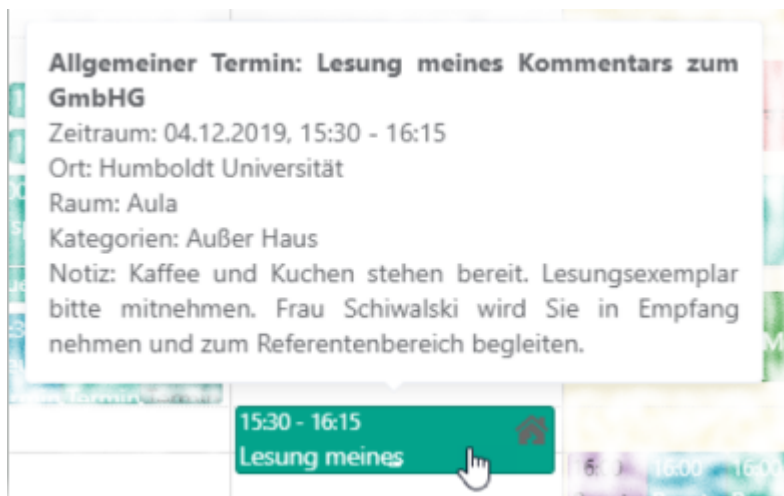 Allgemeiner Termin: Lesung meines Kommentars zum
GmbHG
Zeitraum: 04.12.2019, 15:30 - 16:15
Ort: Humboldt Universität
Raum: Aula
Kategorien: Außer Haus
Notiz: Kaffee und Kuchen stehen bereit. Lesungsexemplar
bitte mitnehmen. Frau Schiwalski wird Sie in Empfang
nehmen und zum Referentenbereich begleiten.
15:30 - 16:15
Lesung meines
16:00